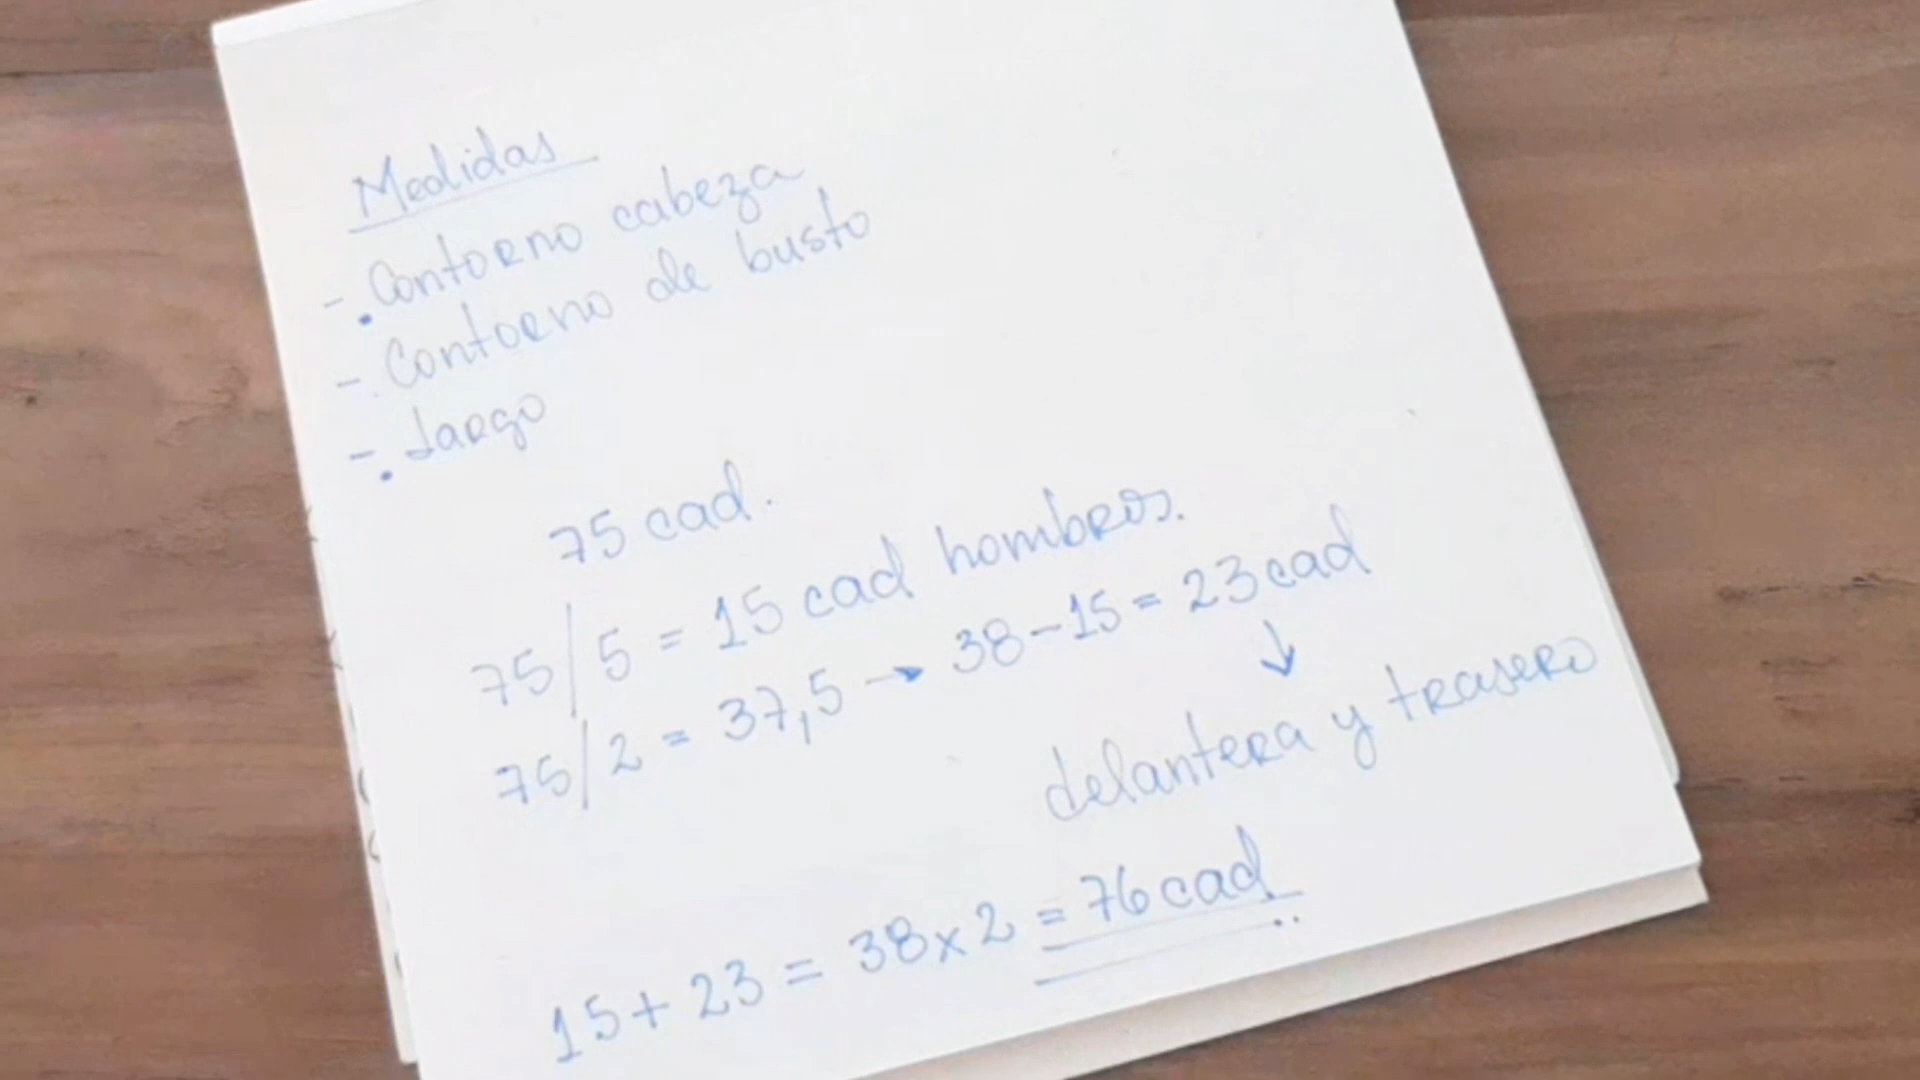 Medidas
-. Contorno cabeza
-. Contorno de busto
-. Largo
75 cad.
75/5 = 15 cad hombros.
75/2 = 37,5 → 38-15 = 23 cad
↓
delantera y trasero
15+23 = 38x2 = 76 cad